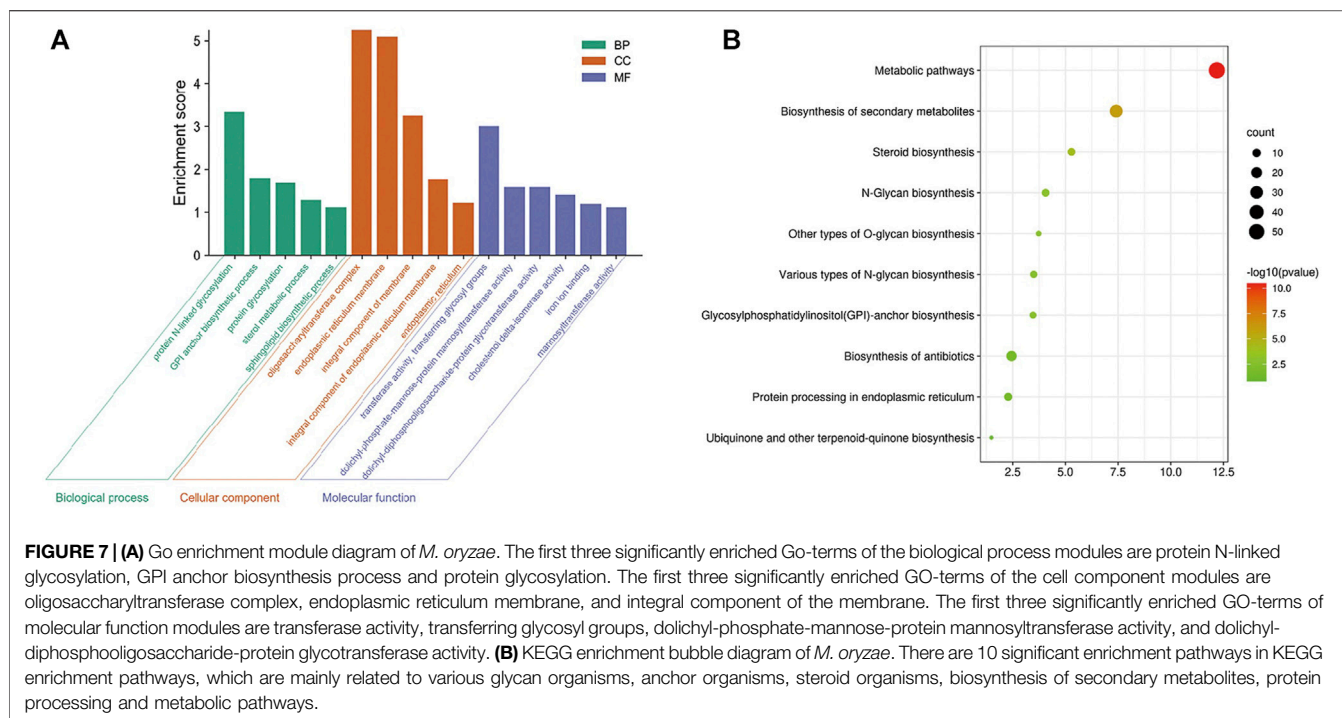 A
5
4
3
2
1
0
Enrichment score
BP
CC
MF
protein N-linked glycosylation
GPI anchor biosynthetic process
protein glycosylation
sterol metabolic process
sphingolipid biosynthetic process
oligosaccharyltransferase complex
endoplasmic reticulum membrane
integral component of membrane
integral component of endoplasmic reticulum membrane
endoplasmic reticulum
transferase activity, transferring glycosyl groups
dolichyl-phosphate-mannose-protein mannosyltransferase activity
dolichyl-diphosphooligosaccharide-protein glycotransferase activity
cholestenol delta-isomerase activity
iron ion binding
mannosyltransferase activity
Biological process
Cellular component
Molecular function
B
Metabolic pathways
Biosynthesis of secondary metabolites
Steroid biosynthesis
N-Glycan biosynthesis
Other types of O-glycan biosynthesis
Various types of N-glycan biosynthesis
Glycosylphosphatidylinositol(GPI)-anchor biosynthesis
Biosynthesis of antibiotics
Protein processing in endoplasmic reticulum
Ubiquinone and other terpenoid-quinone biosynthesis
2.5 5.0 7.5 10.0 12.5
count
10
20
30
40
50
-log10(pvalue)
10.0
7.5
5.0
2.5
FIGURE 7 | (A) Go enrichment module diagram of M. oryzae. The first three significantly enriched Go-terms of the biological process modules are protein N-linked
glycosylation, GPI anchor biosynthesis process and protein glycosylation. The first three significantly enriched GO-terms of the cell component modules are
oligosaccharyltransferase complex, endoplasmic reticulum membrane, and integral component of the membrane. The first three significantly enriched GO-terms of
molecular function modules are transferase activity, transferring glycosyl groups, dolichyl-phosphate-mannose-protein mannosyltransferase activity, and dolichyl-
diphosphooligosaccharide-protein glycotransferase activity. (B) KEGG enrichment bubble diagram of M. oryzae. There are 10 significant enrichment pathways in KEGG
enrichment pathways, which are mainly related to various glycan organisms, anchor organisms, steroid organisms, biosynthesis of secondary metabolites, protein
processing and metabolic pathways.